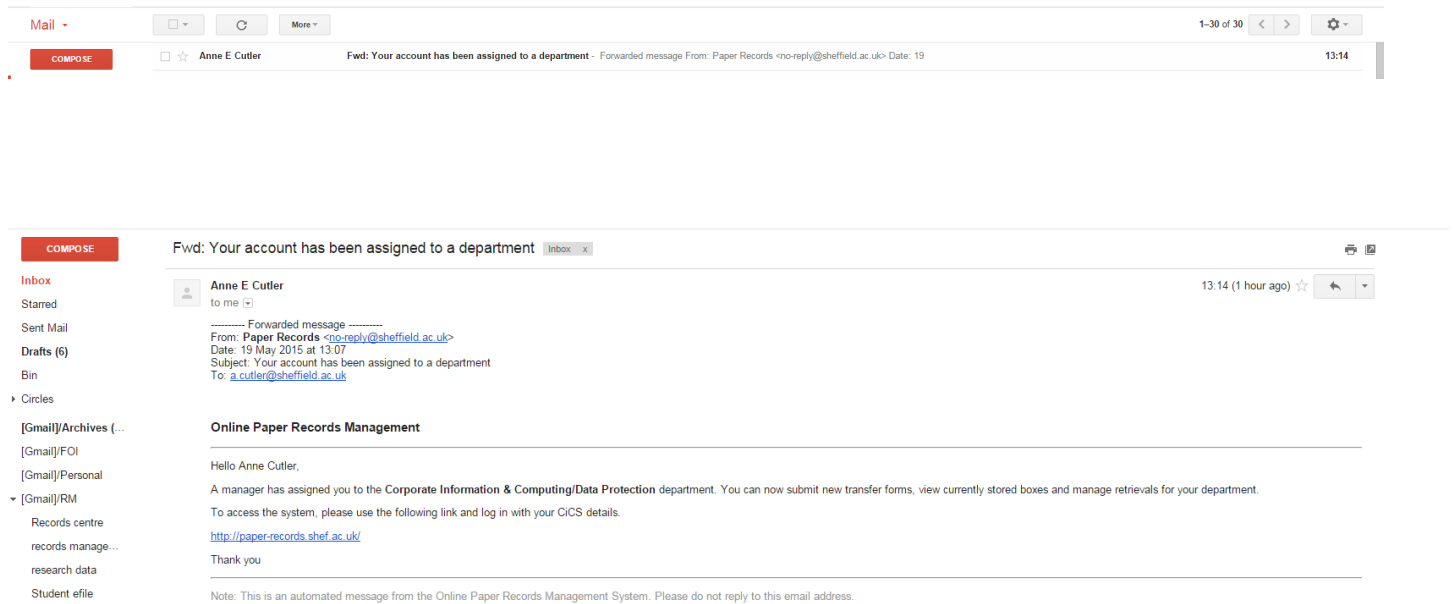 Mail
More
1–30 of 30
COMPOSE
Anne E Cutler
Fwd: Your account has been assigned to a department - Forwarded message From: Paper Records <no-reply@sheffield.ac.uk> Date: 19
13:14
COMPOSE
Inbox
Starred
Sent Mail
Drafts (6)
Bin
Circles
[Gmail]/Archives (...
[Gmail]/FOI
[Gmail]/Personal
[Gmail]/RM
Records centre
records manage...
research data
Student efile
Fwd: Your account has been assigned to a department Inbox x
Anne E Cutler
13:14 (1 hour ago)
to me
---------- Forwarded message ----------
From: Paper Records <no-reply@sheffield.ac.uk>
Date: 19 May 2015 at 13:07
Subject: Your account has been assigned to a department
To: a.cutler@sheffield.ac.uk
Online Paper Records Management
Hello Anne Cutler,
A manager has assigned you to the Corporate Information & Computing/Data Protection department. You can now submit new transfer forms, view currently stored boxes and manage retrievals for your department.
To access the system, please use the following link and log in with your CiCS details.
http://paper-records.shef.ac.uk/
Thank you
Note: This is an automated message from the Online Paper Records Management System. Please do not reply to this email address.